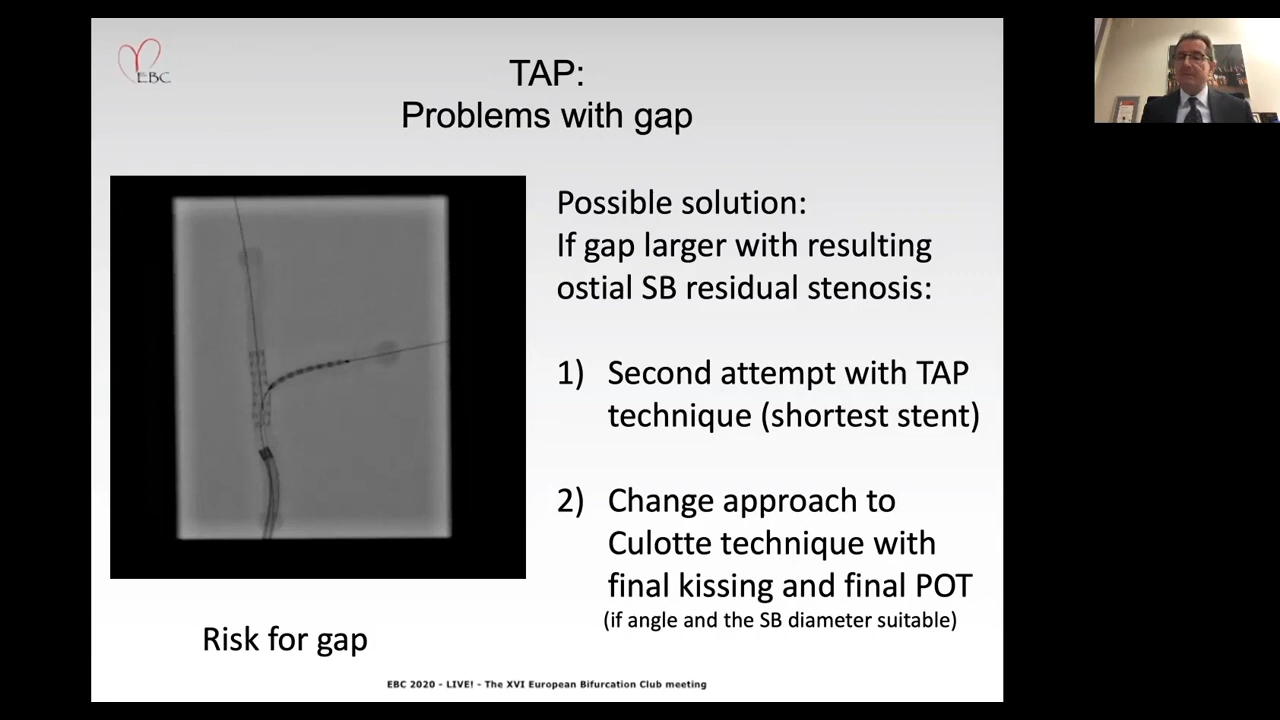 EBC
TAP:
Problems with gap
Possible solution:
If gap larger with resulting
ostial SB residual stenosis:
1) Second attempt with TAP
technique (shortest stent)
2) Change approach to
Culotte technique with
final kissing and final POT
(if angle and the SB diameter suitable)
Risk for gap
EBC 2020 - LIVE! - The XVI European Bifurcation Club meeting